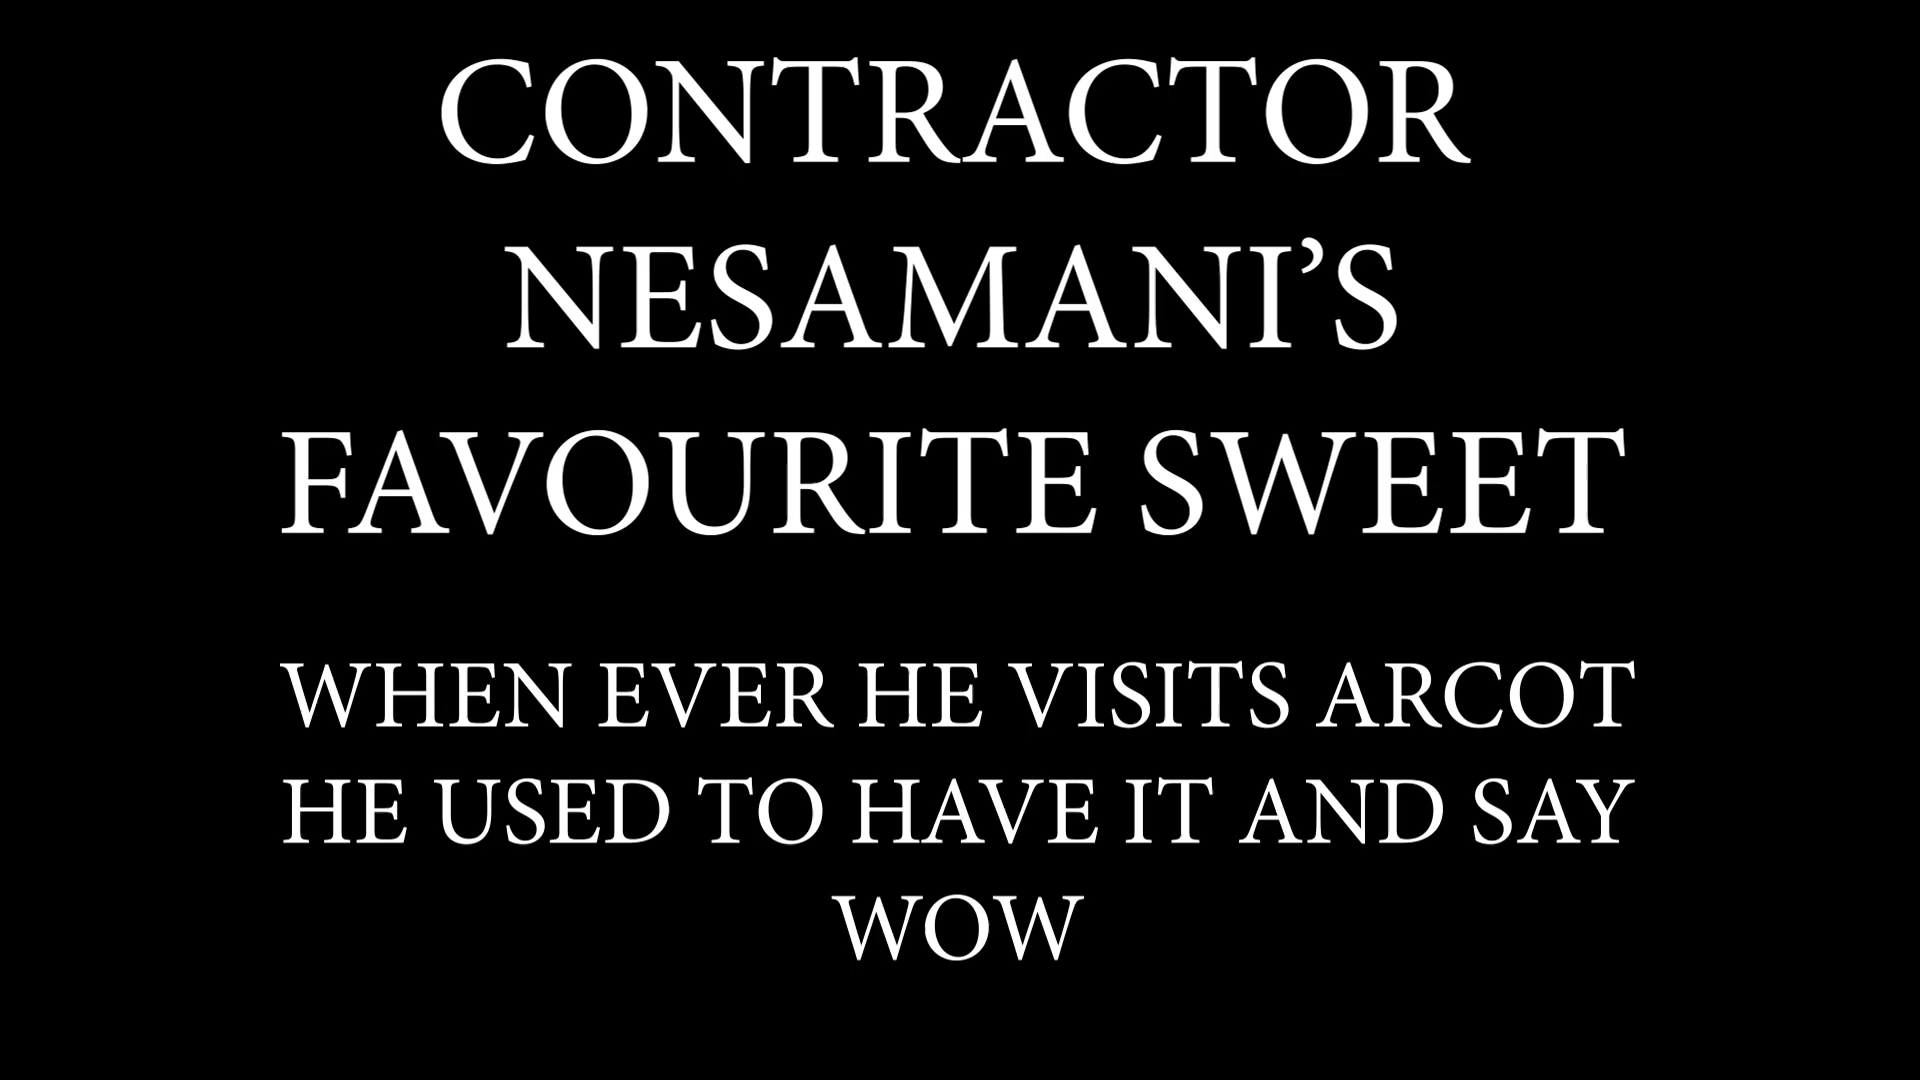 CONTRACTOR
NESAMANI’S
FAVOURITE SWEET
WHEN EVER HE VISITS ARCOT
HE USED TO HAVE IT AND SAY
WOW